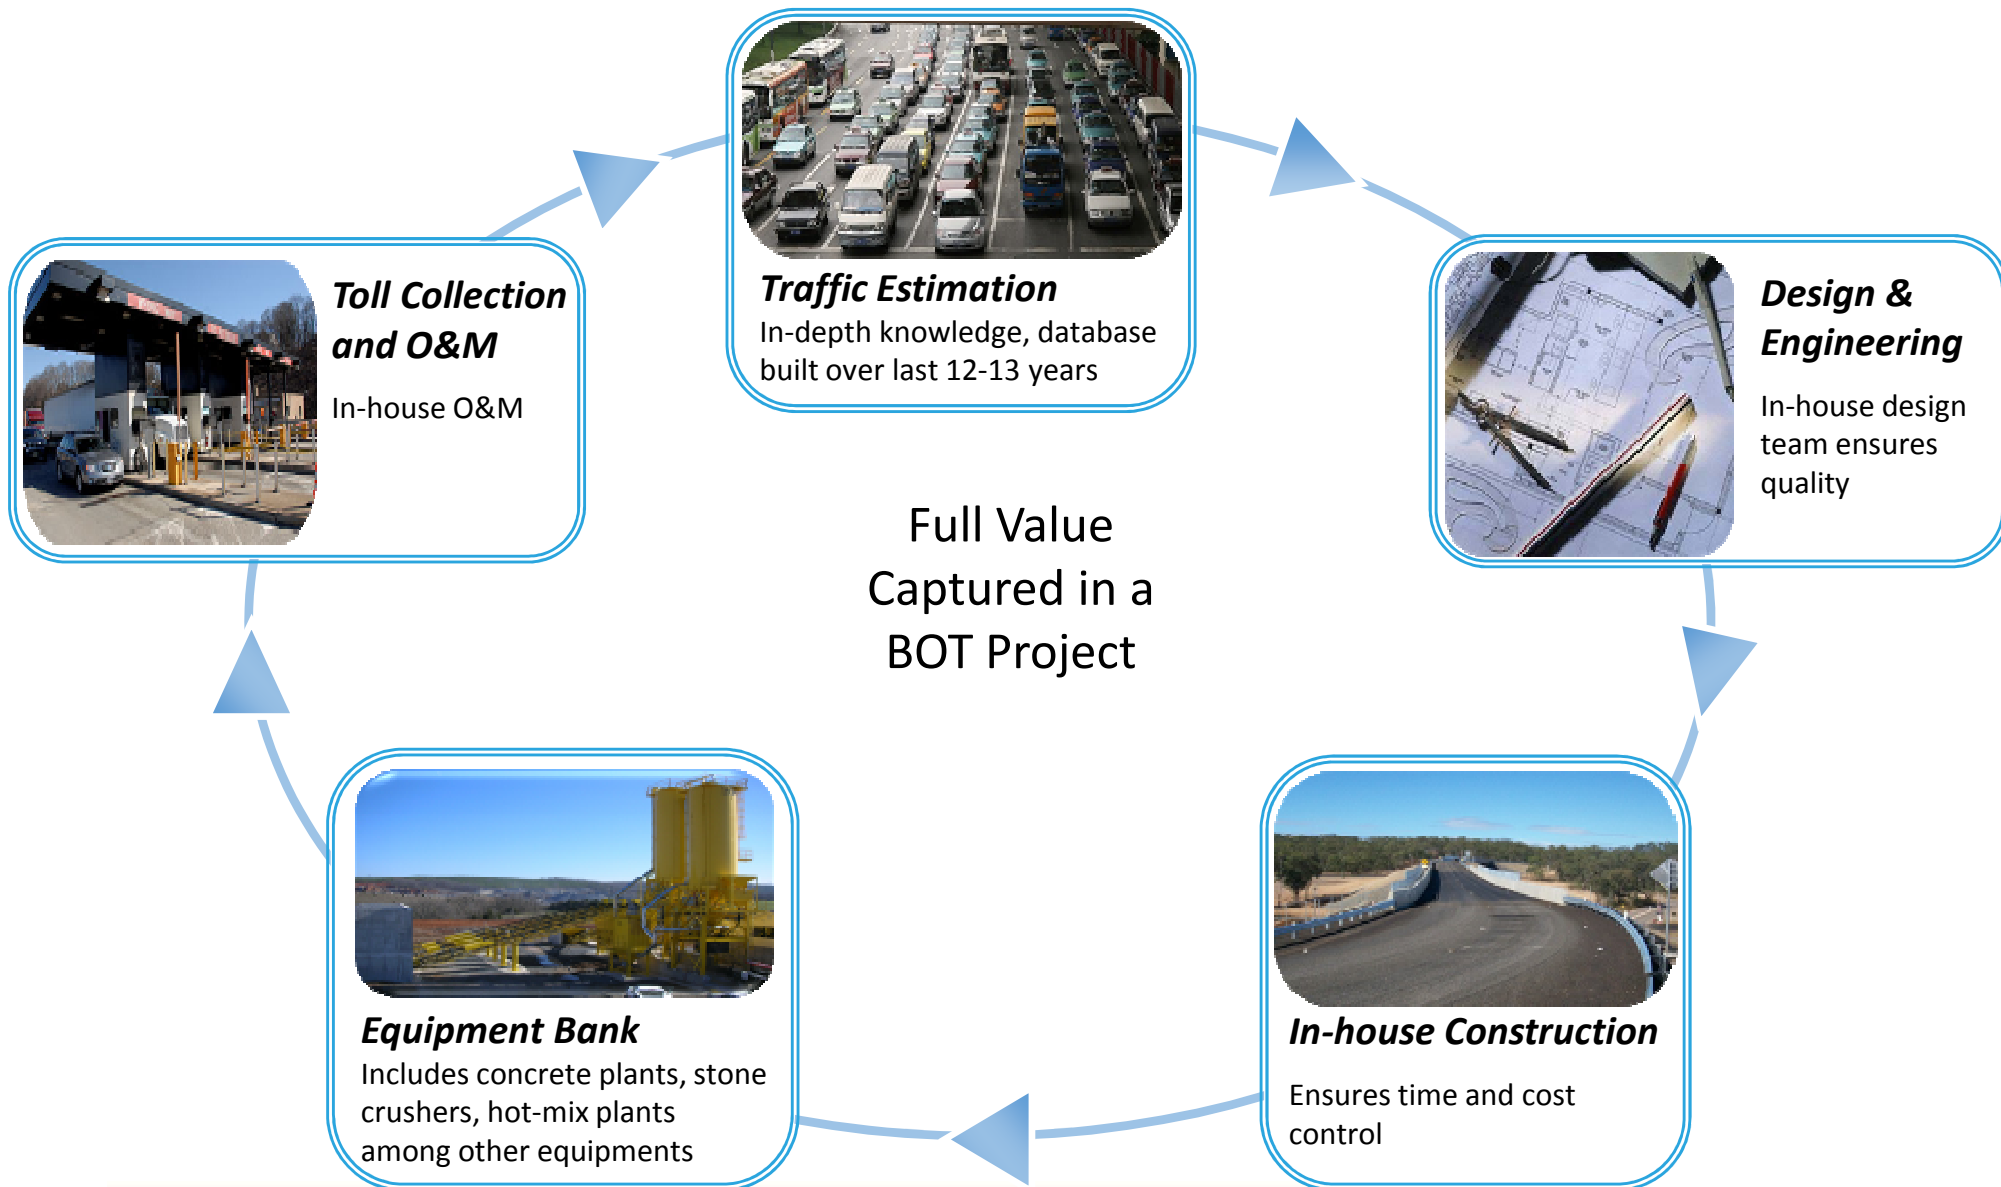 Traffic Estimation
In-depth knowledge, database
built over last 12-13 years
Toll Collection
and O&M
In-house O&M
Design &
Engineering
In-house design
team ensures
quality
Full Value
Captured in a
BOT Project
Equipment Bank
Includes concrete plants, stone
crushers, hot-mix plants
among other equipments
In-house Construction
Ensures time and cost
control